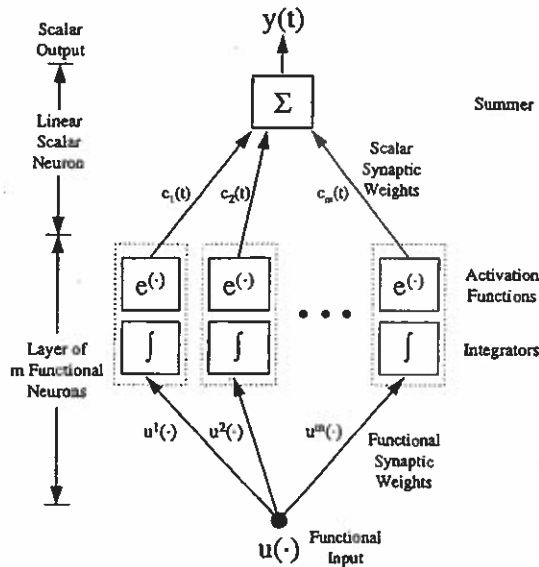 y(t)
Scalar
Output
Σ
Summer
Linear
Scalar
Neuron
Scalar
Synaptic
Weights
c₁(t)
c₂(t)
cₘ(t)
e⁽·⁾
e⁽·⁾
e⁽·⁾
Activation
Functions
• • •
∫
∫
∫
Integrators
Layer of
m Functional
Neurons
u¹(·)
u²(·)
uᵐ(·)
Functional
Synaptic
Weights
u(·)
Functional
Input